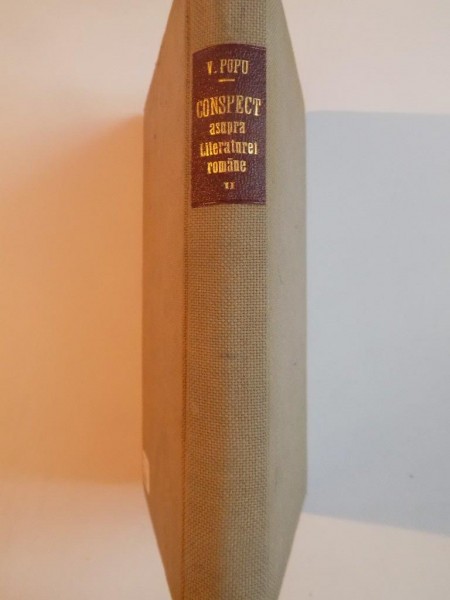 V. POPU
CONSPECT
asupra
Literaturei
române